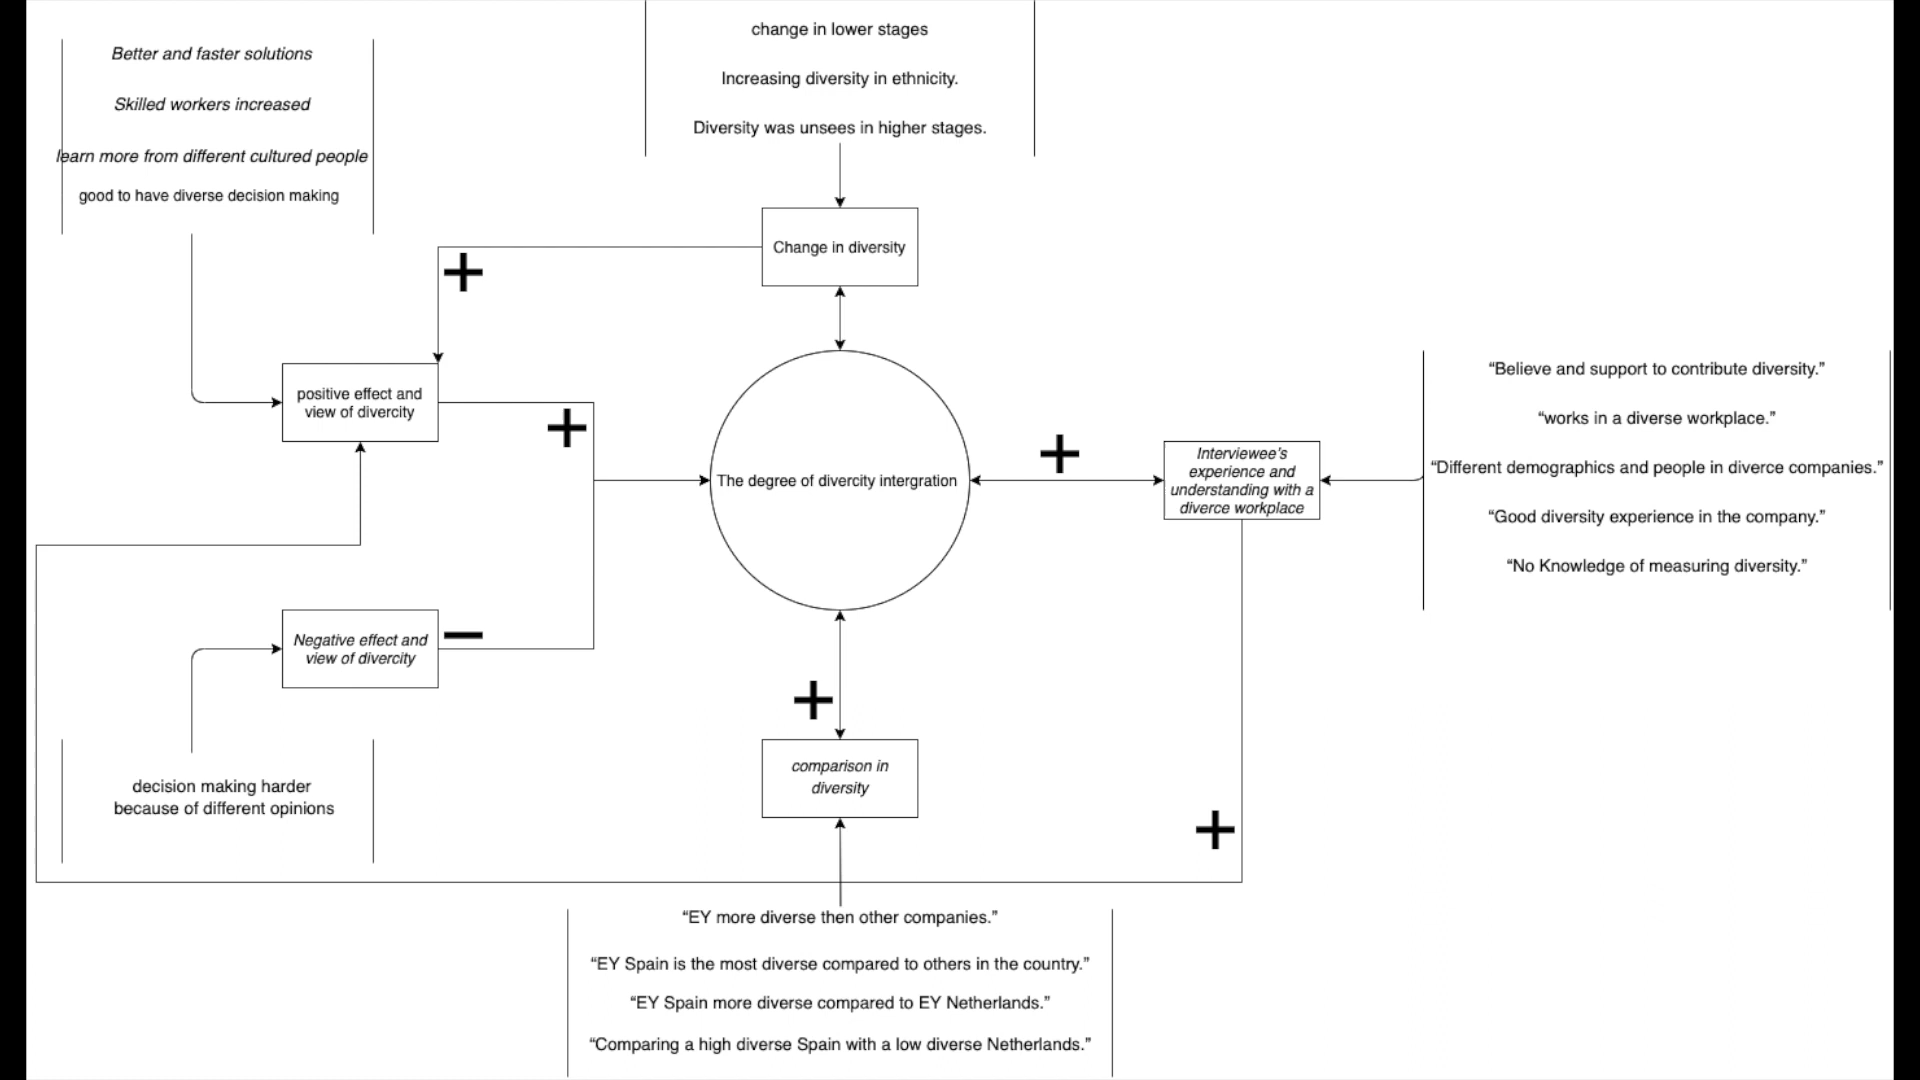 Better and faster solutions
Skilled workers increased
learn more from different cultured people
good to have diverse decision making
change in lower stages
Increasing diversity in ethnicity.
Diversity was unsees in higher stages.
Change in diversity
positive effect and
view of divercity
The degree of divercity intergration
Interviewee's
experience and
understanding with a
diverce workplace
“Believe and support to contribute diversity.”
“works in a diverse workplace.”
“Different demographics and people in diverce companies.”
“Good diversity experience in the company.”
“No Knowledge of measuring diversity.”
Negative effect and
view of divercity
decision making harder
because of different opinions
comparison in
diversity
“EY more diverse then other companies.”
“EY Spain is the most diverse compared to others in the country.”
“EY Spain more diverse compared to EY Netherlands.”
“Comparing a high diverse Spain with a low diverse Netherlands.”